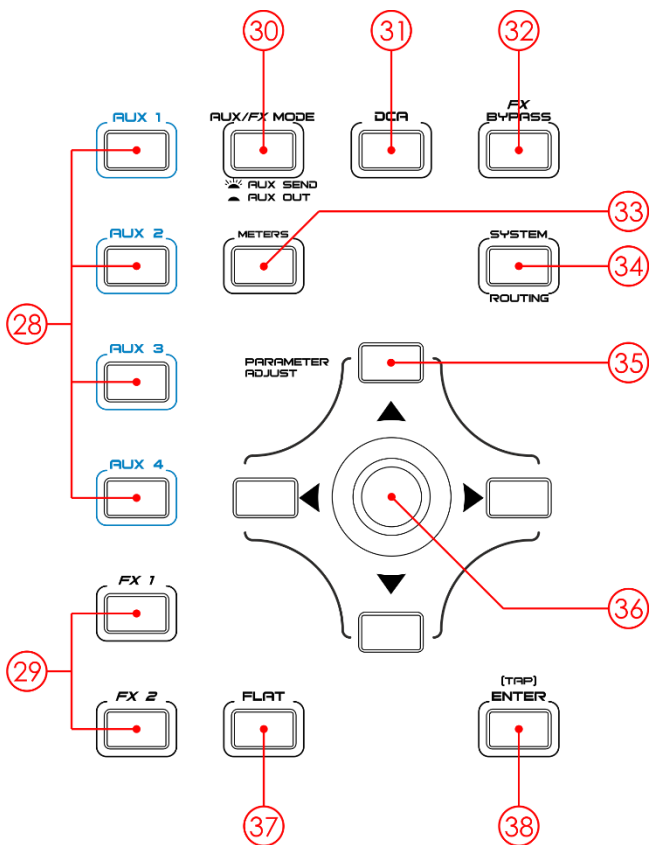 30
31
32
AUX 1
AUX/FX MODE
DCA
FX
BYPASS
AUX SEND
AUX OUT
33
AUX 2
METERS
SYSTEM
34
ROUTING
28
AUX 3
PARAMETER
ADJUST
35
AUX 4
FX 1
36
29
FX 2
FLAT
(TAP)
ENTER
37
38